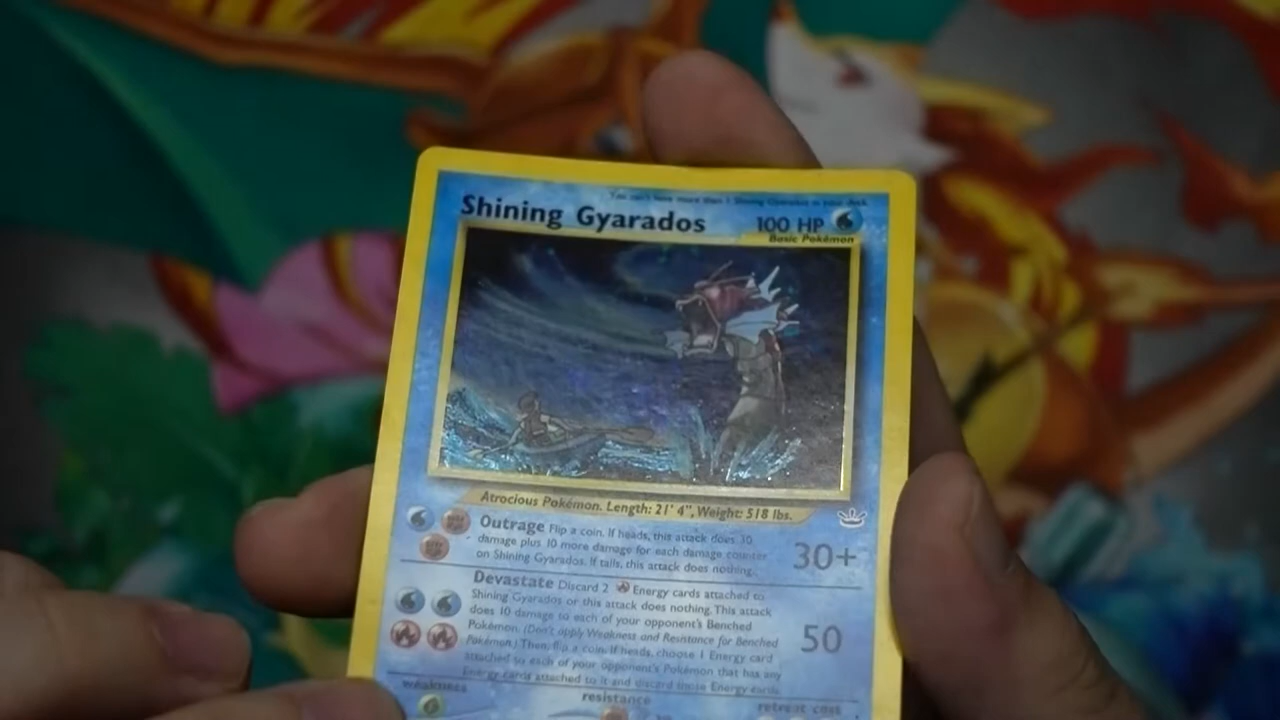 You can't have more than 1 Shining Gyarados in your deck.
Shining Gyarados 100 HP
Basic Pokémon
Atrocious Pokémon. Length: 21' 4", Weight: 518 lbs.
Outrage Flip a coin. If heads, this attack does 30
damage plus 10 more damage for each damage counter
on Shining Gyarados. If tails, this attack does nothing.
30+
Devastate Discard 2 Energy cards attached to
Shining Gyarados or this attack does nothing. This attack
does 10 damage to each of your opponent's Benched
Pokémon. (Don't apply Weakness and Resistance for Benched
Pokémon.) Then, flip a coin. If heads, choose 1 Energy card
attached to each of your opponent's Pokémon that has any
Energy cards attached to it and discard those Energy cards.
50
weakness
resistance
retreat cost